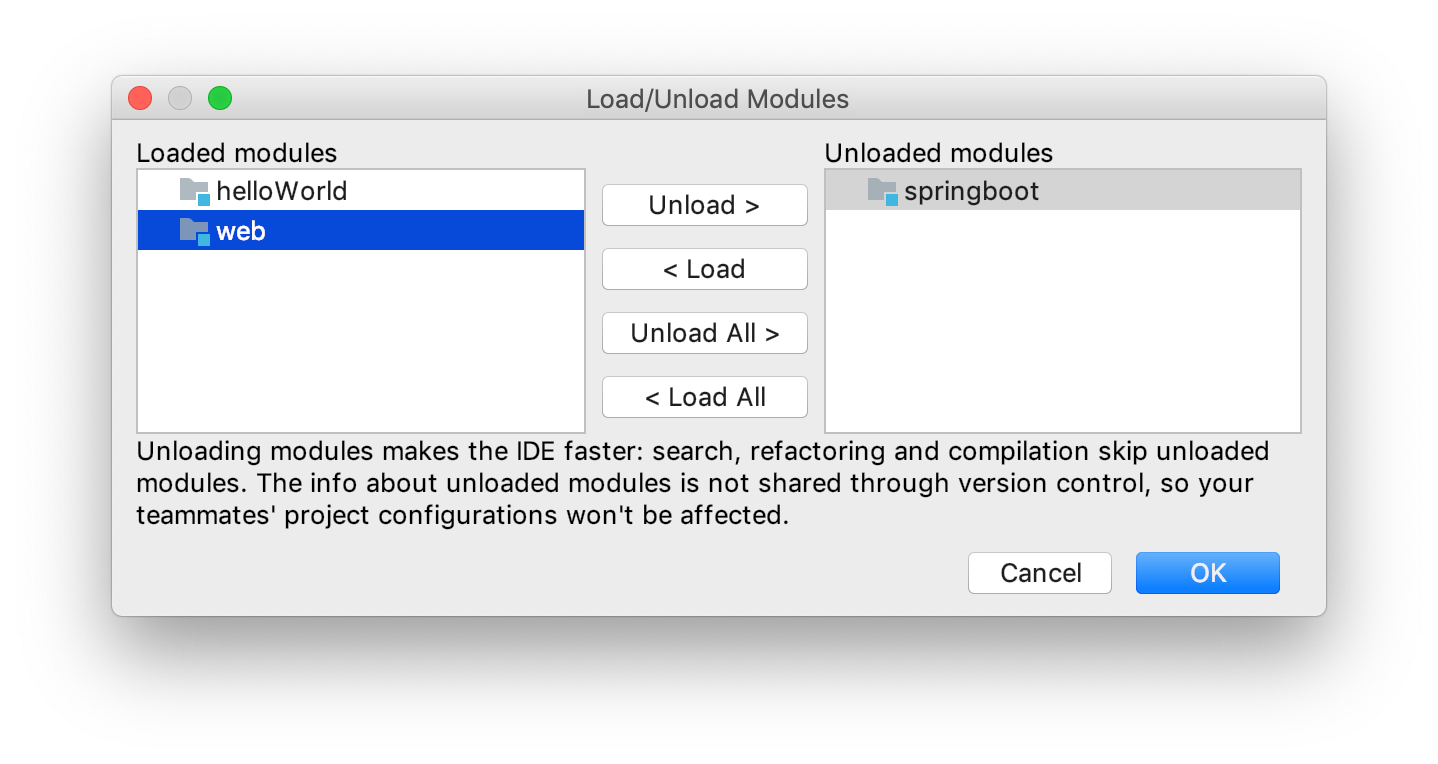 Load/Unload Modules
Loaded modules
helloWorld
web
Unload >
< Load
Unload All >
< Load All
Unloaded modules
springboot
Unloading modules makes the IDE faster: search, refactoring and compilation skip unloaded
modules. The info about unloaded modules is not shared through version control, so your
teammates' project configurations won't be affected.
Cancel
OK